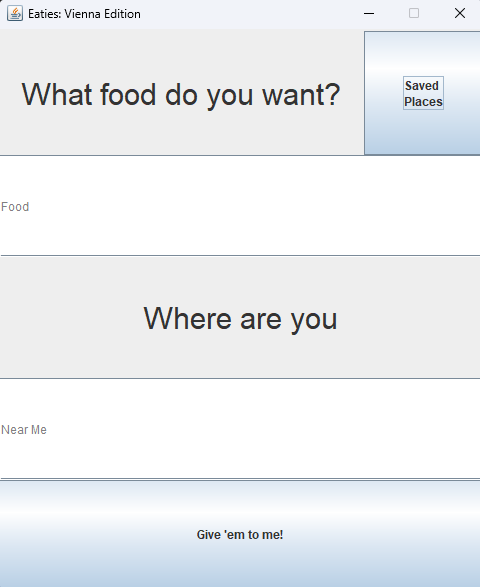 Eaties: Vienna Edition
What food do you want?
Saved
Places
Food
Where are you
Near Me
Give 'em to me!